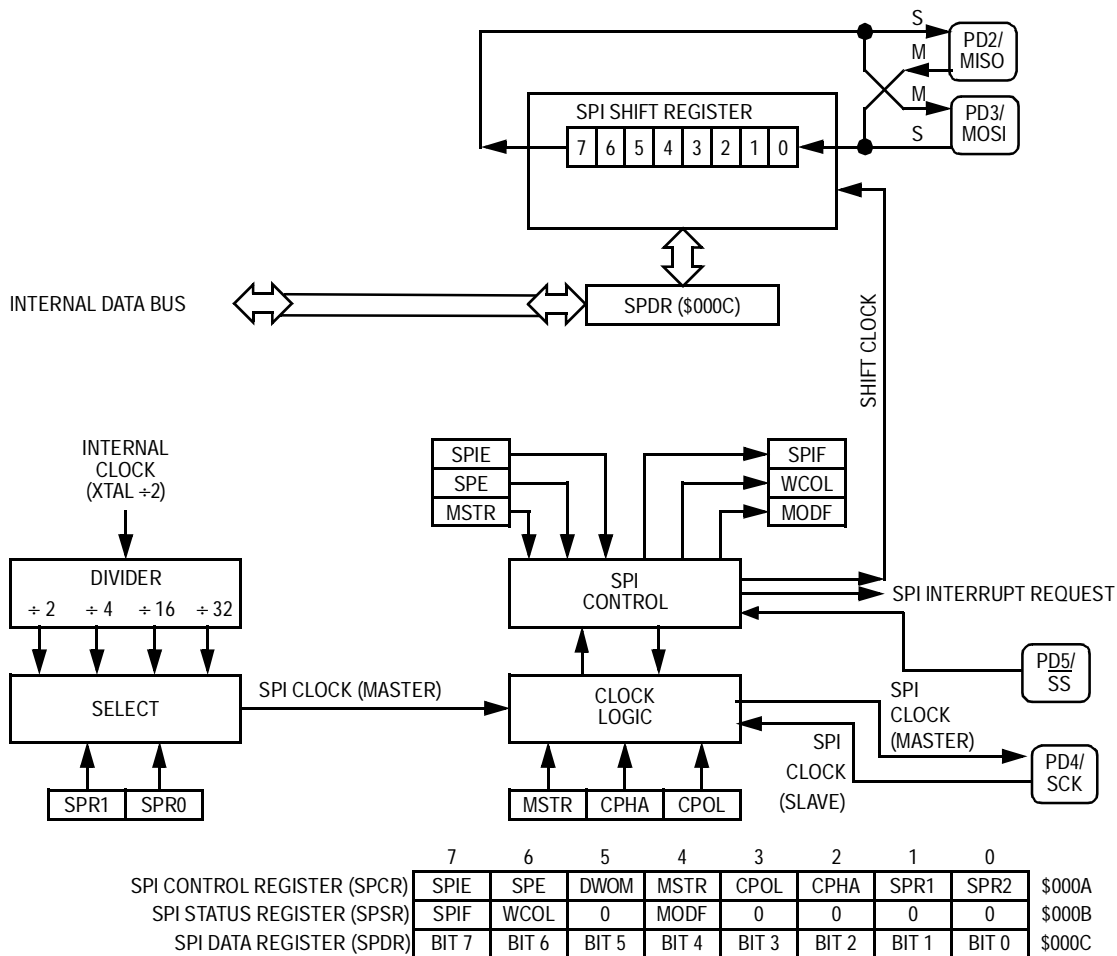 S
PD2/
MISO
M
M
PD3/
MOSI
S
SPI SHIFT REGISTER
7 6 5 4 3 2 1 0
INTERNAL DATA BUS
SPDR ($000C)
SHIFT CLOCK
INTERNAL
CLOCK
(XTAL ÷2)
SPIE
SPE
MSTR
SPIF
WCOL
MODF
DIVIDER
÷ 2 ÷ 4 ÷ 16 ÷ 32
SPI
CONTROL
SPI INTERRUPT REQUEST
PD5/
SS
SELECT
SPI CLOCK (MASTER)
CLOCK
LOGIC
SPI
CLOCK
(MASTER)
SPI
CLOCK
(SLAVE)
PD4/
SCK
SPR1 SPR0
MSTR CPHA CPOL
7 6 5 4 3 2 1 0
SPI CONTROL REGISTER (SPCR) SPIE SPE DWOM MSTR CPOL CPHA SPR1 SPR2 $000A
SPI STATUS REGISTER (SPSR) SPIF WCOL 0 MODF 0 0 0 0 $000B
SPI DATA REGISTER (SPDR) BIT 7 BIT 6 BIT 5 BIT 4 BIT 3 BIT 2 BIT 1 BIT 0 $000C